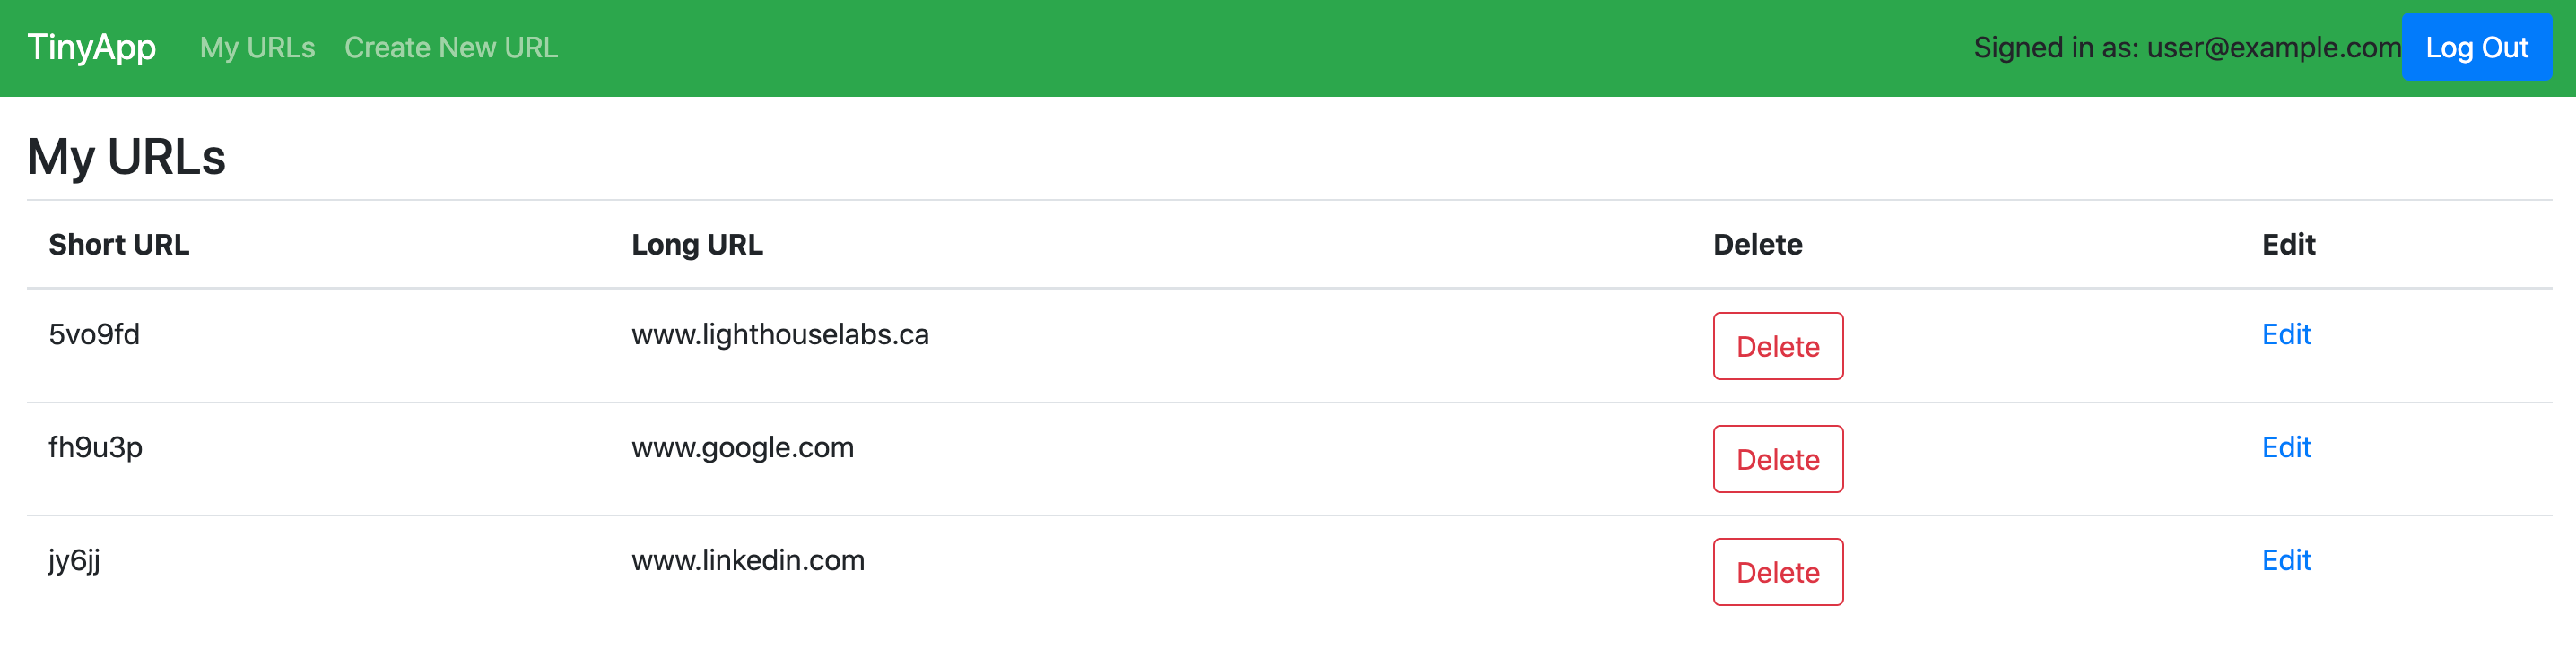 TinyApp My URLs Create New URL Signed in as: user@example.com Log Out
My URLs
Short URL Long URL Delete Edit
5vo9fd www.lighthouselabs.ca Delete Edit
fh9u3p www.google.com Delete Edit
jy6jj www.linkedin.com Delete Edit